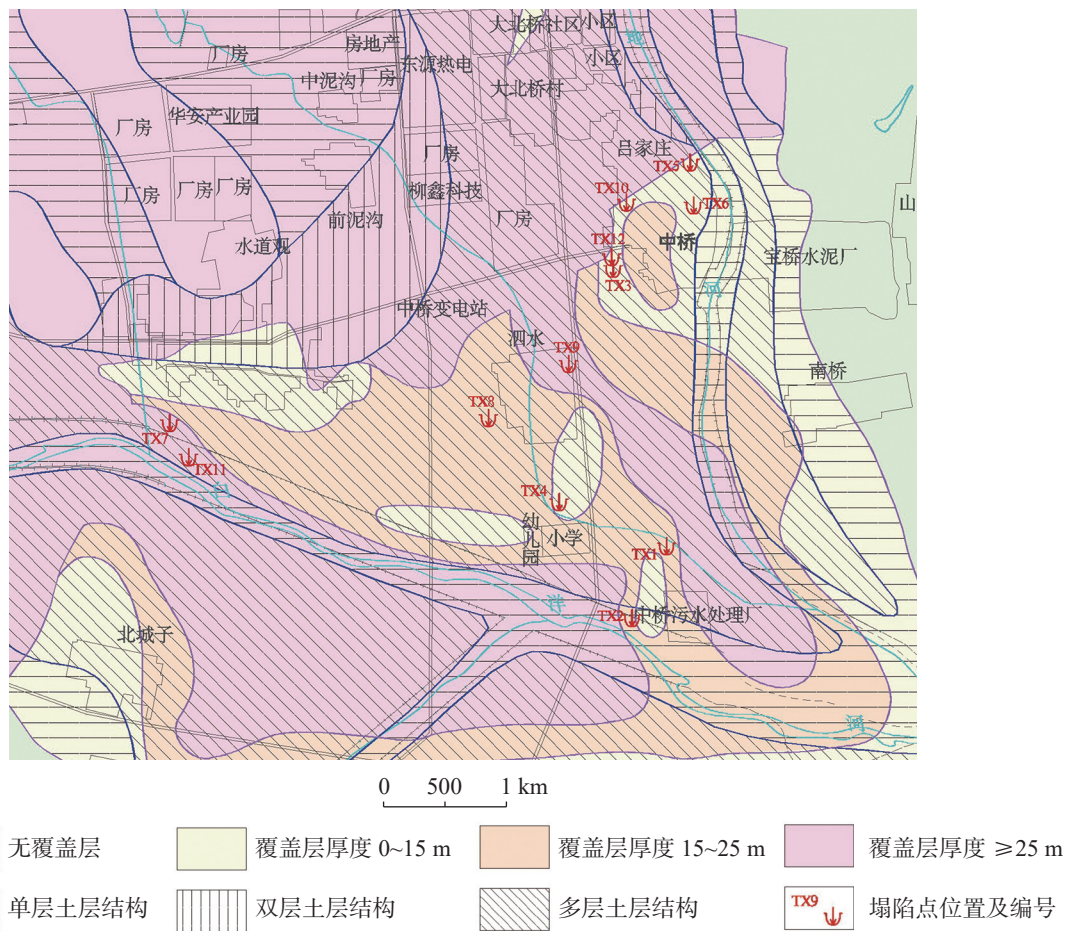 大北桥社区
小区
地
房地产
厂房
东源热电
小区
中泥沟
厂房
大北桥村
华安产业园
厂房
吕家庄
厂房
TX5
厂房
厂房
厂房
柳鑫科技
TX10
山
前泥沟
厂房
TX6
水道观
TX12
中桥
宝桥水泥厂
TX3
河
中桥变电站
泗水
TX9
南桥
TX8
TX7
TX11
白
TX4
幼儿园
小学
TX1
洋
TX2
中桥污水处理厂
北城子
河
0 500 1 km
无覆盖层
覆盖层厚度 0~15 m
覆盖层厚度 15~25 m
覆盖层厚度 ≥25 m
单层土层结构
双层土层结构
多层土层结构
TX9
塌陷点位置及编号